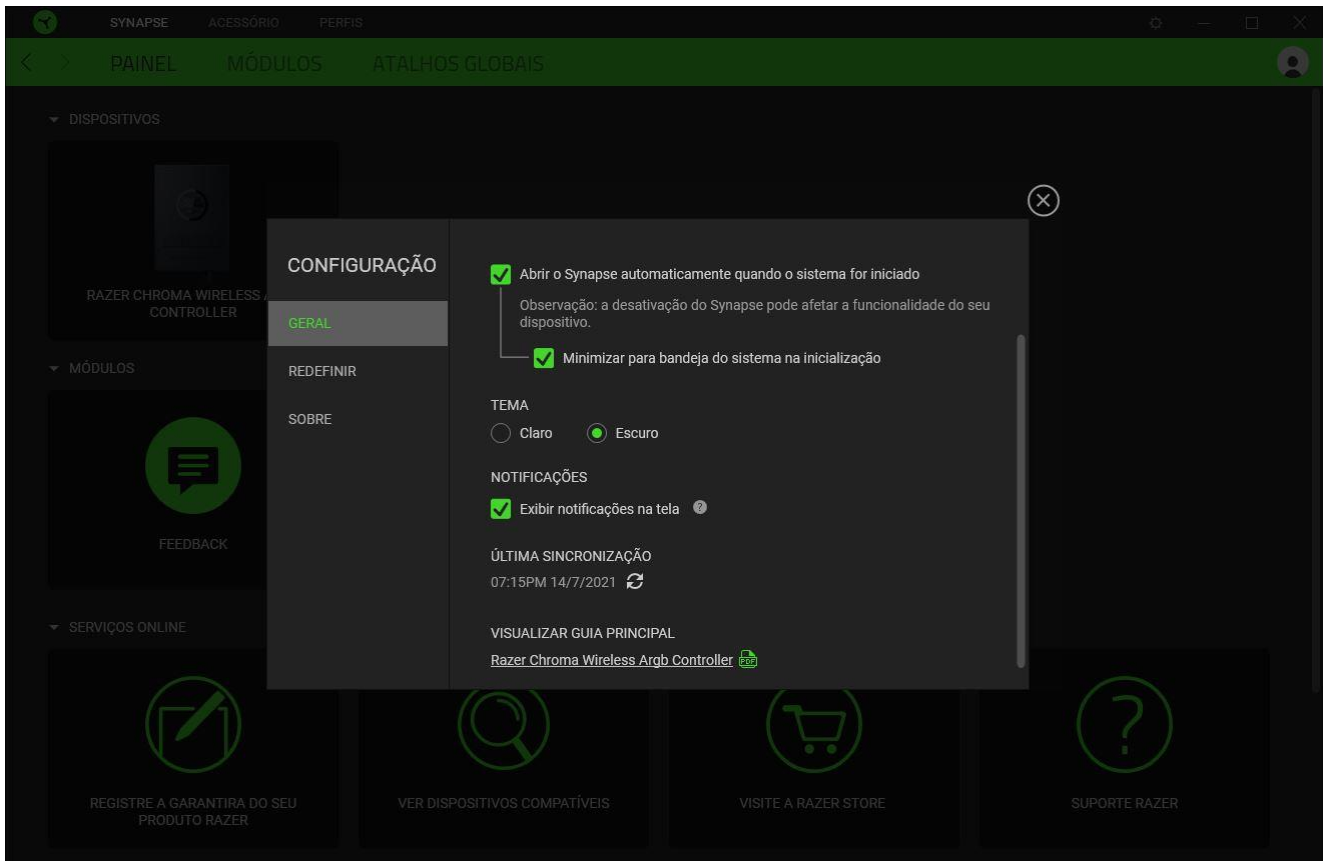 SYNAPSE
ACESSÓRIO
PERFIS
PAINEL
MÓDULOS
ATALHOS GLOBAIS
DISPOSITIVOS
RAZER CHROMA WIRELESS
CONTROLLER
MÓDULOS
FEEDBACK
CONFIGURAÇÃO
GERAL
REDEFINIR
SOBRE
Abrir o Synapse automaticamente quando o sistema for iniciado
Observação: a desativação do Synapse pode afetar a funcionalidade do seu
dispositivo.
Minimizar para bandeja do sistema na inicialização
TEMA
Claro
Escuro
NOTIFICAÇÕES
Exibir notificações na tela
?
ÚLTIMA SINCRONIZAÇÃO
07:15PM 14/7/2021
VISUALIZAR GUIA PRINCIPAL
Razer Chroma Wireless Argb Controller
PDF
SERVIÇOS ONLINE
REGISTRE A GARANTIRA DO SEU
PRODUTO RAZER
VER DISPOSITIVOS COMPATÍVEIS
VISITE A RAZER STORE
?
SUPORTE RAZER